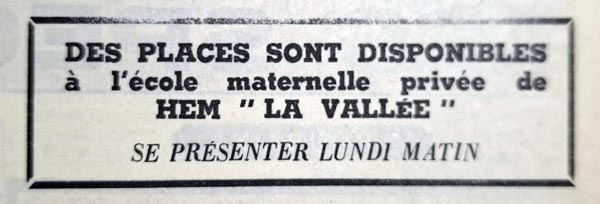 DES PLACES SONT DISPONIBLES
à l'école maternelle privée de
HEM " LA VALLÉE "
SE PRÉSENTER LUNDI MATIN